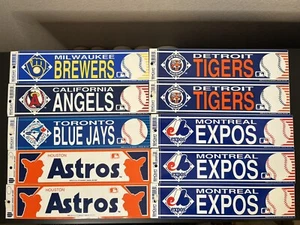 MILWAUKEE
BREWERS
CALIFORNIA
ANGELS
TORONTO
BLUE JAYS
HOUSTON
Astros
HOUSTON
Astros
DETROIT
TIGERS
DETROIT
TIGERS
MONTREAL
EXPOS
MONTREAL
EXPOS
MONTREAL
EXPOS